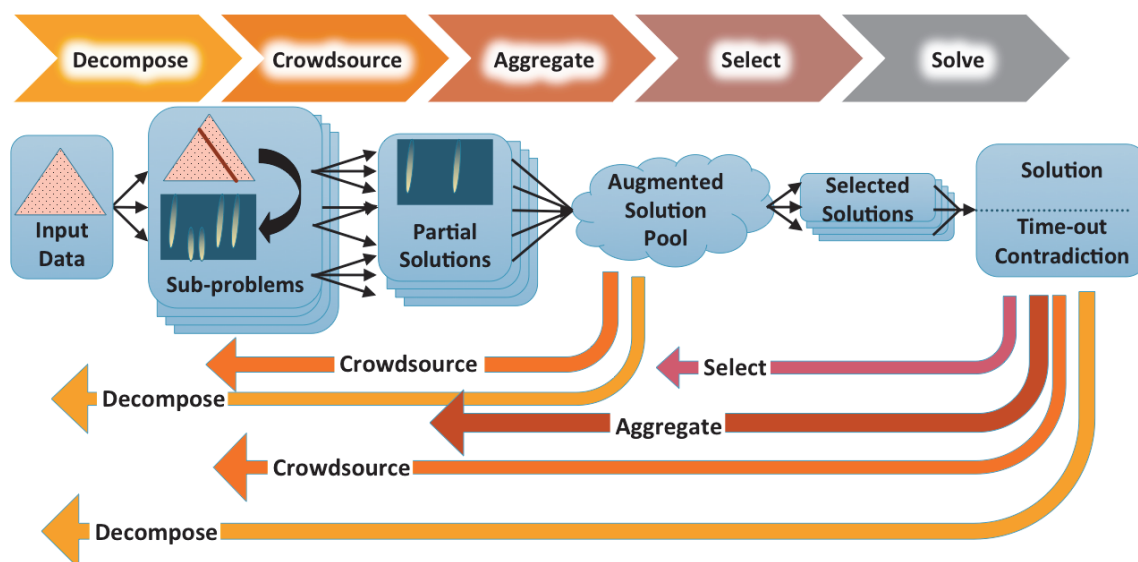 Decompose
Crowdsource
Aggregate
Select
Solve
Input
Data
Sub-problems
Partial
Solutions
Augmented
Solution
Pool
Selected
Solutions
Solution
Time-out
Contradiction
Crowdsource
Select
Decompose
Aggregate
Crowdsource
Decompose